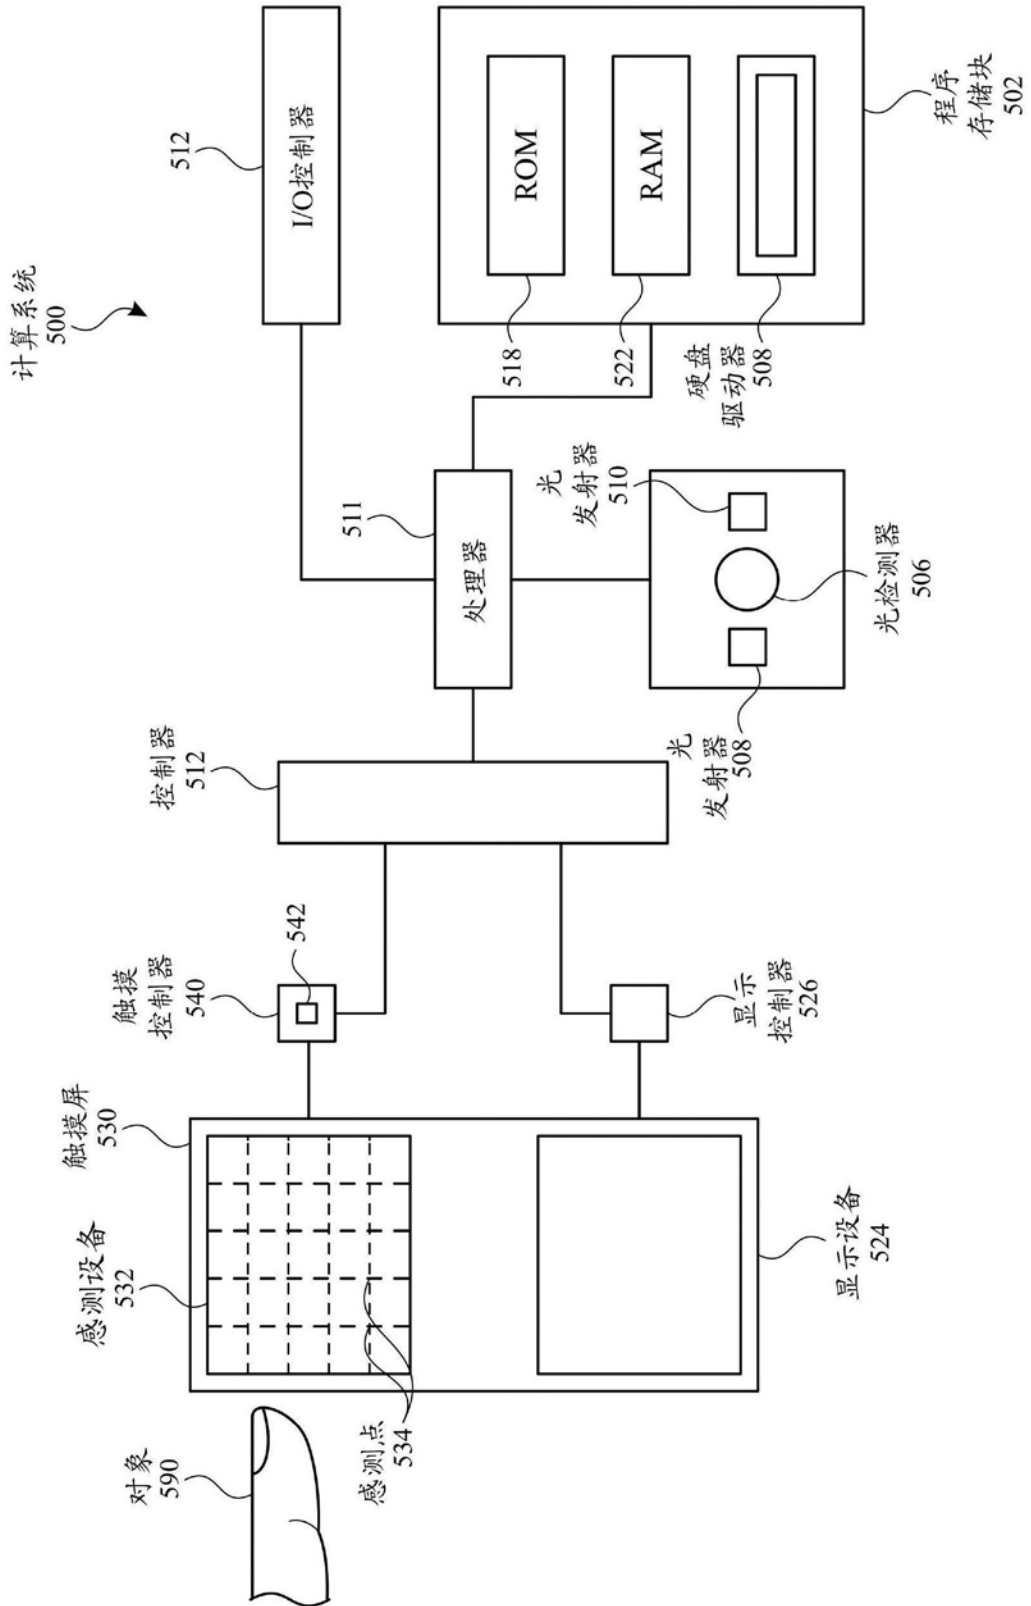 计算系统
500
512
I/O控制器
程序
存储块
502
ROM
518
RAM
522
硬盘
驱动器
508
511
处理器
光
发射器
510
光检测器
506
光
发射器
508
控制器
512
触摸
控制器
540
542
显示
控制器
526
触摸屏
530
感测设备
532
感测点
534
显示设备
524
对象
590